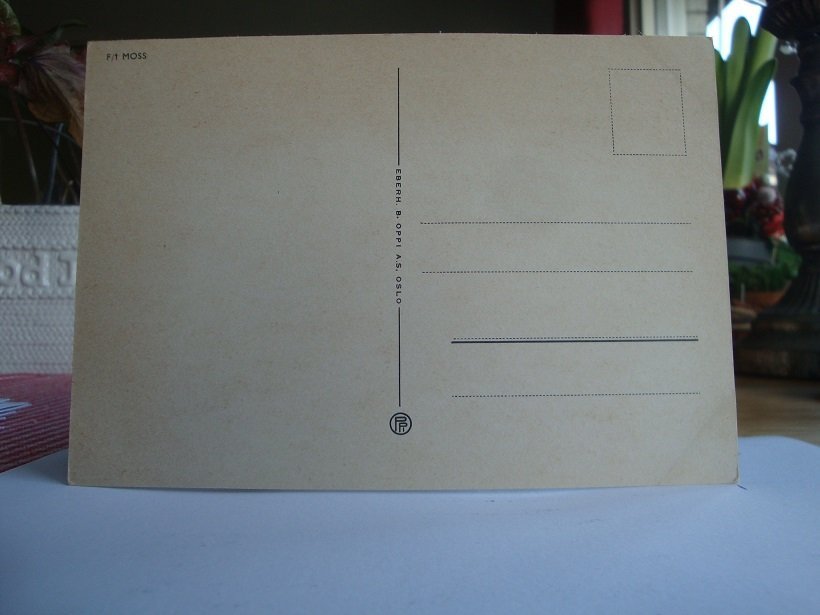 F/1 MOSS
EBERH. B. OPPI A.S. OSLO